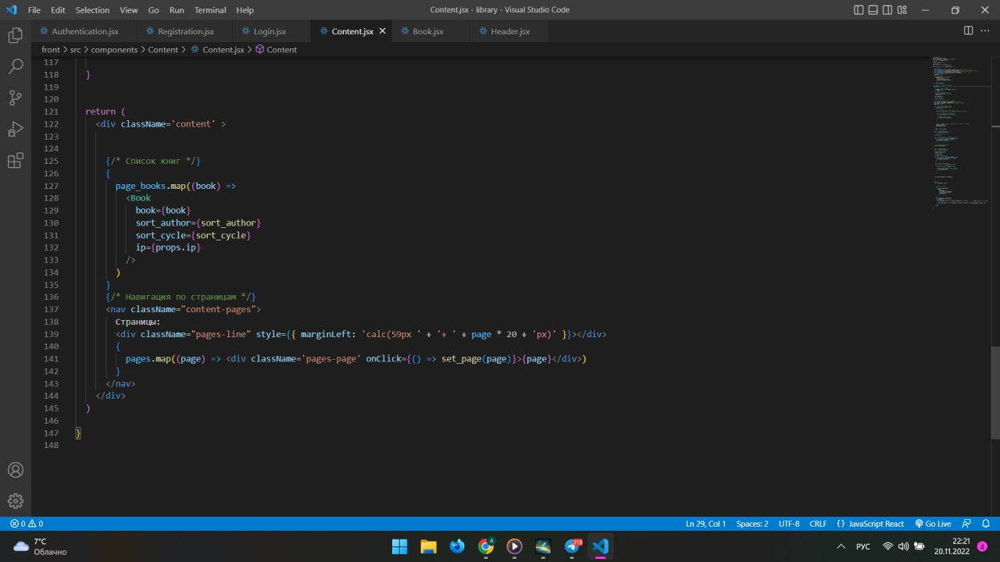 File Edit Selection View Go Run Terminal Help Content.jsx - library - Visual Studio Code
Authentication.jsx Registration.jsx Login.jsx Content.jsx Book.jsx Header.jsx
front > src > components > Content > Content.jsx > Content
117
118 }
119
120
121 return (
122 <div className='content' >
123
124
125 {/* Список книг */}
126 {
127 page_books.map((book) =>
128 <Book
129 book={book}
130 sort_author={sort_author}
131 sort_cycle={sort_cycle}
132 ip={props.ip}
133 />
134 )
135 }
136 {/* Навигация по страницам */}
137 <nav className="content-pages">
138 Страницы:
139 <div className="pages-line" style={{ marginLeft: 'calc(59px ' + '+ ' + page * 20 + 'px)' }}></div>
140 {
141 pages.map((page) => <div className='pages-page' onClick={() => set_page(page)}>{page}</div>)
142 }
143 </nav>
144 </div>
145 )
146
147 }
148
0 0 Ln 29, Col 1 Spaces: 2 UTF-8 CRLF {} JavaScript React Go Live
7°C
Облачно
A
218
РУС
22:21
20.11.2022
4